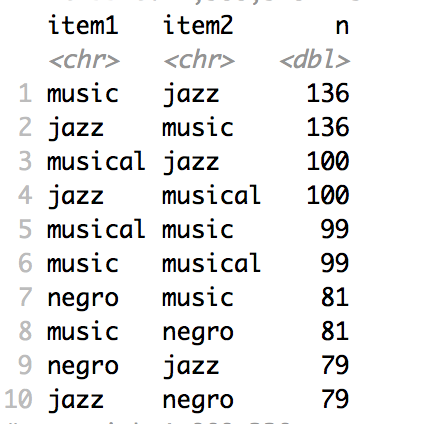 item1 item2 n
<chr> <chr> <dbl>
1 music jazz 136
2 jazz music 136
3 musical jazz 100
4 jazz musical 100
5 musical music 99
6 music musical 99
7 negro music 81
8 music negro 81
9 negro jazz 79
10 jazz negro 79